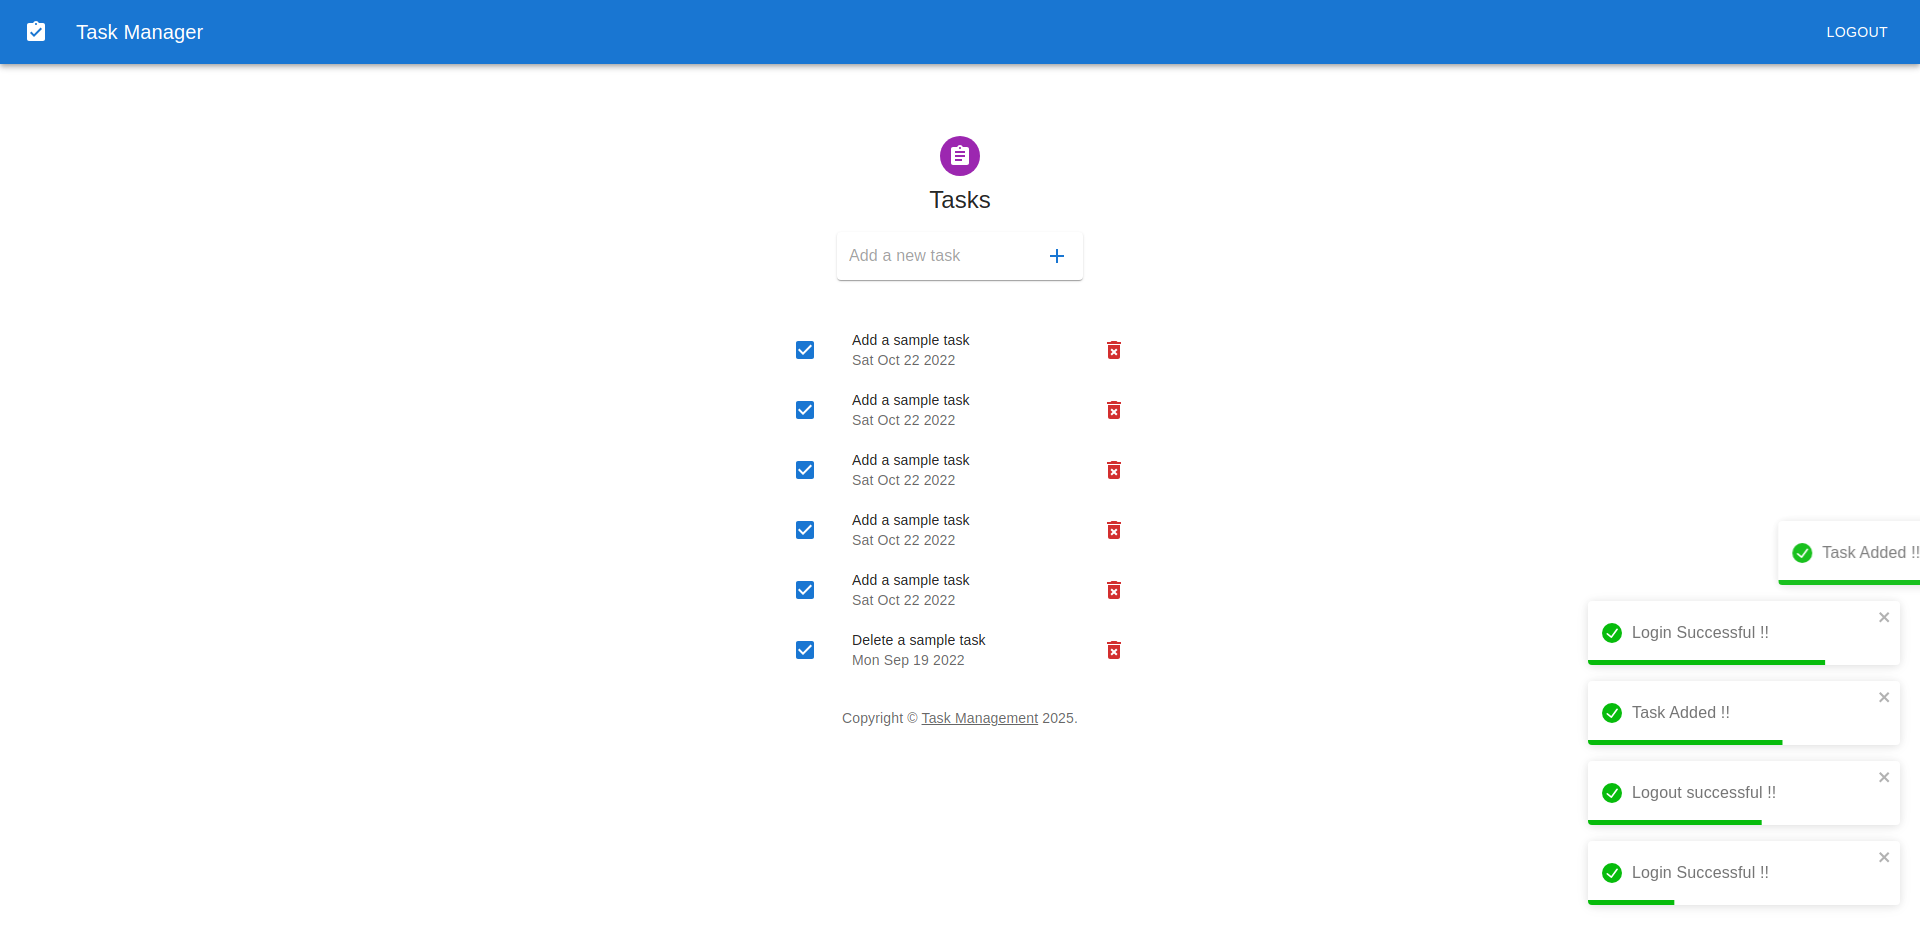 Task Manager
LOGOUT
Tasks
Add a new task
Add a sample task
Sat Oct 22 2022
Add a sample task
Sat Oct 22 2022
Add a sample task
Sat Oct 22 2022
Add a sample task
Sat Oct 22 2022
Add a sample task
Sat Oct 22 2022
Delete a sample task
Mon Sep 19 2022
Copyright © Task Management 2025.
Task Added !!
Login Successful !!
Task Added !!
Logout successful !!
Login Successful !!